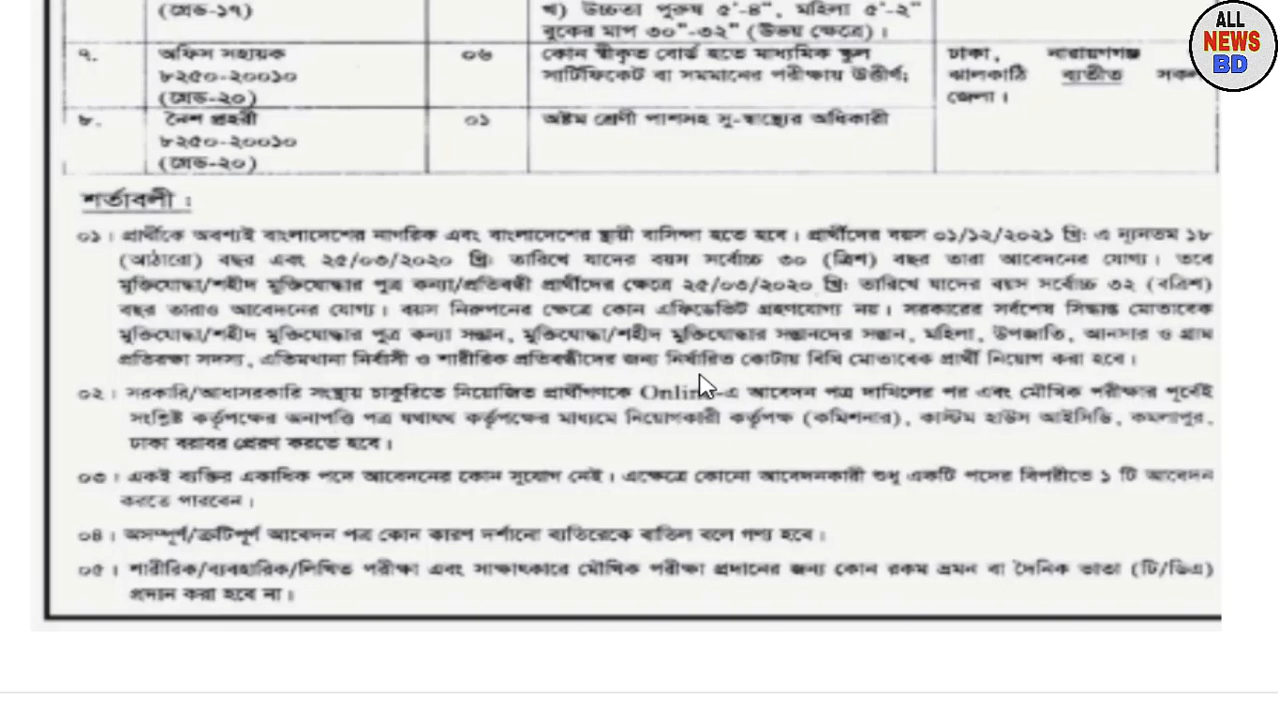 (গ্রেড-১৭)
খ) উচ্চতা পুরুষ ৫'-৪", মহিলা ৫'-২"
বুকের মাপ ৩০"-৩২" (উভয় ক্ষেত্রে)।
৭. অফিস সহায়ক ০৬ কোন স্বীকৃত বোর্ড হতে মাধ্যমিক স্কুল ঢাকা, নারায়ণগঞ্জ
৮২৫০-২০০১০ সার্টিফিকেট বা সমমানের পরীক্ষায় উত্তীর্ণ; ঝালকাঠি ব্যতীত সকল
(গ্রেড-২০) জেলা।
৮. নৈশ প্রহরী ০১ অষ্টম শ্রেণী পাশসহ সু-স্বাস্থ্যের অধিকারী
৮২৫০-২০০১০
(গ্রেড-২০)
শর্তাবলী :
০১। প্রার্থীকে অবশ্যই বাংলাদেশের নাগরিক এবং বাংলাদেশের স্থায়ী বাসিন্দা হতে হবে। প্রার্থীদের বয়স ০১/১২/২০২১ খ্রি: এ ন্যূনতম ১৮
(আঠারো) বছর এবং ২৫/০৩/২০২০ খ্রি: তারিখে যাদের বয়স সর্বোচ্চ ৩০ (ত্রিশ) বছর তারা আবেদনের যোগ্য। তবে
মুক্তিযোদ্ধা/শহীদ মুক্তিযোদ্ধার পুত্র কন্যা/প্রতিবন্ধী প্রার্থীদের ক্ষেত্রে ২৫/০৩/২০২০ খ্রি: তারিখে যাদের বয়স সর্বোচ্চ ৩২ (বত্রিশ)
বছর তারাও আবেদনের যোগ্য। বয়স নিরুপনের ক্ষেত্রে কোন এফিডেভিট গ্রহণযোগ্য নয়। সরকারের সর্বশেষ সিদ্ধান্ত মোতাবেক
মুক্তিযোদ্ধা/শহীদ মুক্তিযোদ্ধার পুত্র কন্যা সন্তান, মুক্তিযোদ্ধা/শহীদ মুক্তিযোদ্ধার সন্তানদের সন্তান, মহিলা, উপজাতি, আনসার ও গ্রাম
প্রতিরক্ষা সদস্য, এতিমখানা নিবাসী ও শারীরিক প্রতিবন্ধীদের জন্য নির্ধারিত কোটায় বিধি মোতাবেক প্রার্থী নিয়োগ করা হবে।
০২। সরকারি/আধাসরকারি সংস্থায় চাকুরিতে নিয়োজিত প্রার্থীগণকে Online-এ আবেদন পত্র দাখিলের পর এবং মৌখিক পরীক্ষার পূর্বেই
সংশ্লিষ্ট কর্তৃপক্ষের অনাপত্তি পত্র যথাযথ কর্তৃপক্ষের মাধ্যমে নিয়োগকারী কর্তৃপক্ষ (কমিশনার), কাস্টম হাউস আইসিডি, কমলাপুর,
ঢাকা বরাবর প্রেরণ করতে হবে।
০৩। একই ব্যক্তির একাধিক পদে আবেদনের কোন সুযোগ নেই। এক্ষেত্রে কোনো আবেদনকারী শুধু একটি পদের বিপরীতে ১ টি আবেদন
করতে পারবেন।
০৪। অসম্পূর্ণ/ত্রুটিপূর্ণ আবেদন পত্র কোন কারণ দর্শানো ব্যতিরেকে বাতিল বলে গণ্য হবে।
০৫। শারীরিক/ব্যবহারিক/লিখিত পরীক্ষা এবং সাক্ষাৎকারে মৌখিক পরীক্ষা প্রদানের জন্য কোন রকম ভ্রমন বা দৈনিক ভাতা (টি/ডিএ)
প্রদান করা হবে না।
ALL
NEWS
BD